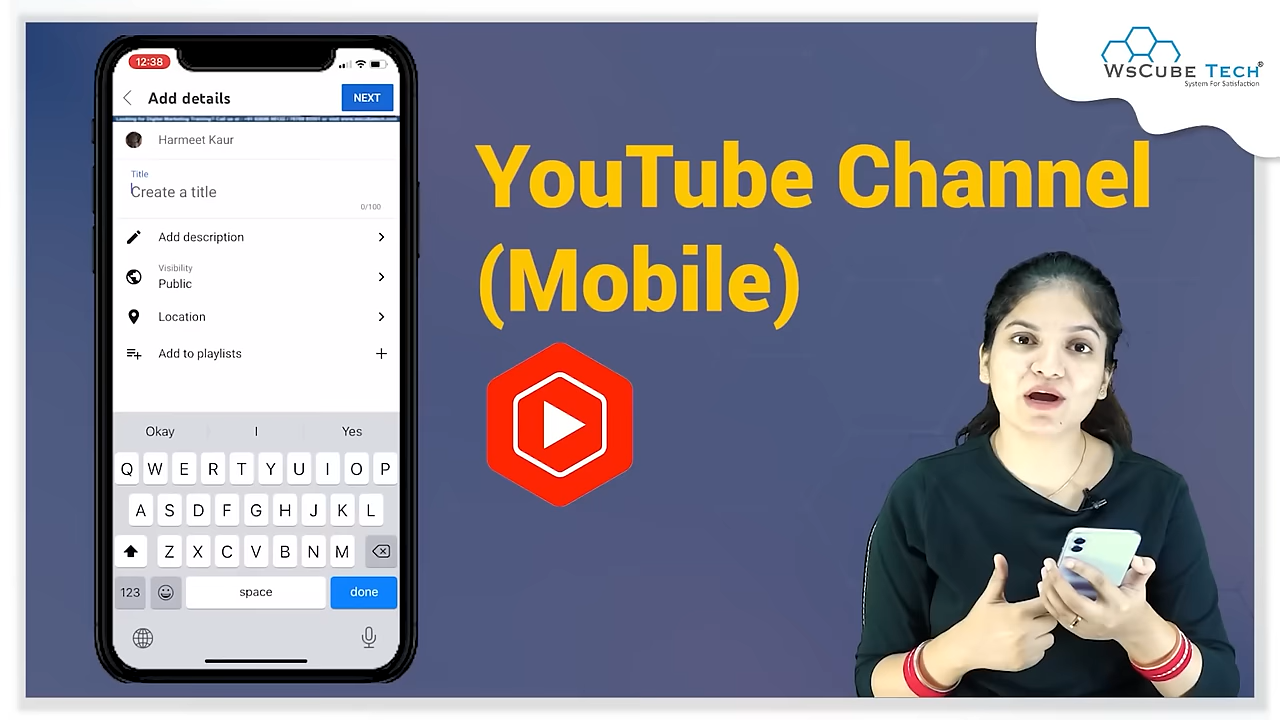 12:38
Add details
NEXT
Harmeet Kaur
Title
Create a title
0/100
Add description
Visibility
Public
Location
Add to playlists
Okay
I
Yes
Q W E R T Y U I O P
A S D F G H J K L
Z X C V B N M
123
space
done
YouTube Channel
(Mobile)
WsCube Tech®
System For Satisfaction